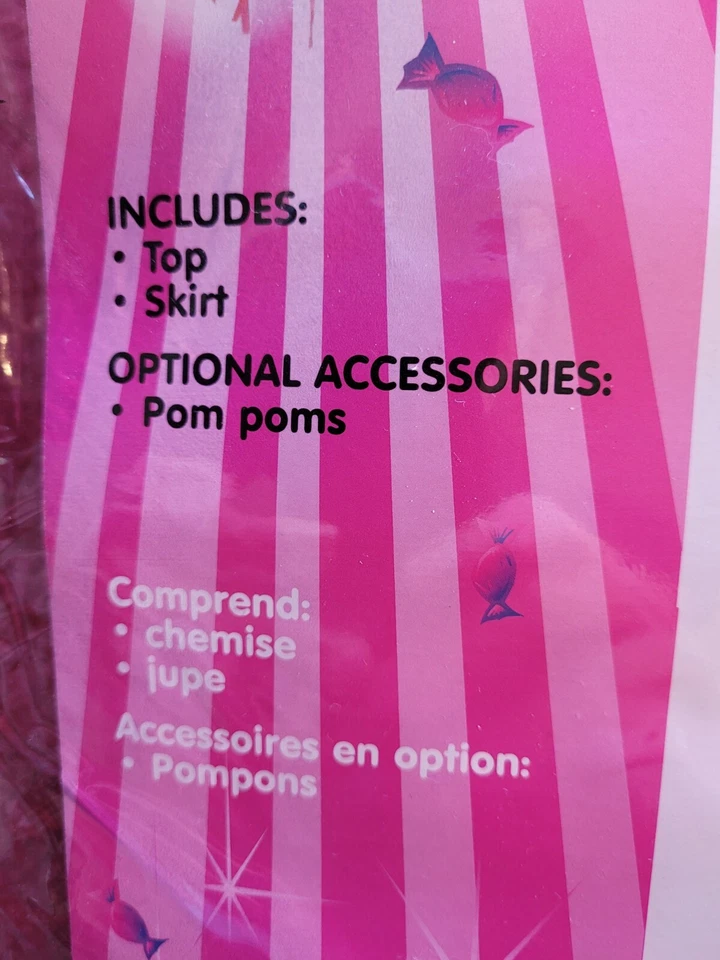 INCLUDES:
• Top
• Skirt
OPTIONAL ACCESSORIES:
• Pom poms
Comprend:
• chemise
• jupe
Accessoires en option:
• Pompons